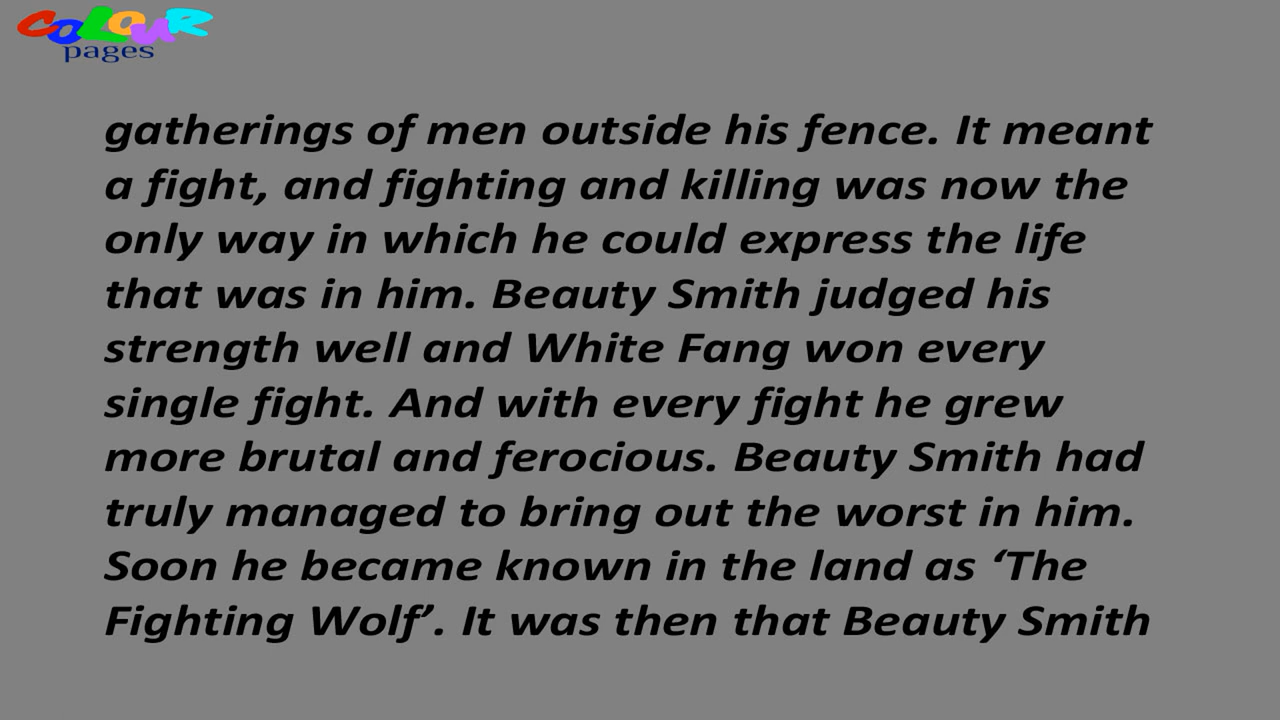 COLOUR
pages
gatherings of men outside his fence. It meant
a fight, and fighting and killing was now the
only way in which he could express the life
that was in him. Beauty Smith judged his
strength well and White Fang won every
single fight. And with every fight he grew
more brutal and ferocious. Beauty Smith had
truly managed to bring out the worst in him.
Soon he became known in the land as ‘The
Fighting Wolf’. It was then that Beauty Smith